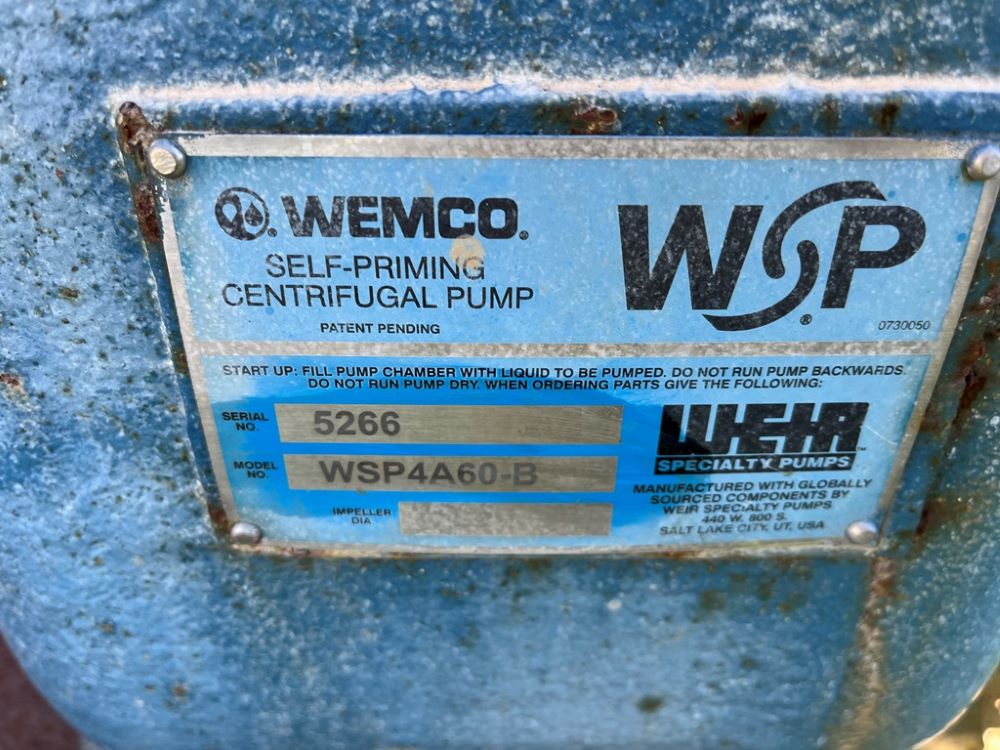 WEMCO®
SELF-PRIMING
CENTRIFUGAL PUMP
PATENT PENDING
WSP®
0730050
START UP: FILL PUMP CHAMBER WITH LIQUID TO BE PUMPED. DO NOT RUN PUMP BACKWARDS.
DO NOT RUN PUMP DRY. WHEN ORDERING PARTS GIVE THE FOLLOWING:
SERIAL NO. 5266
MODEL NO. WSP4A60-B
IMPELLER DIA
WEIR™
SPECIALTY PUMPS
MANUFACTURED WITH GLOBALLY
SOURCED COMPONENTS BY
WEIR SPECIALTY PUMPS
440 W. 800 S.
SALT LAKE CITY, UT, USA